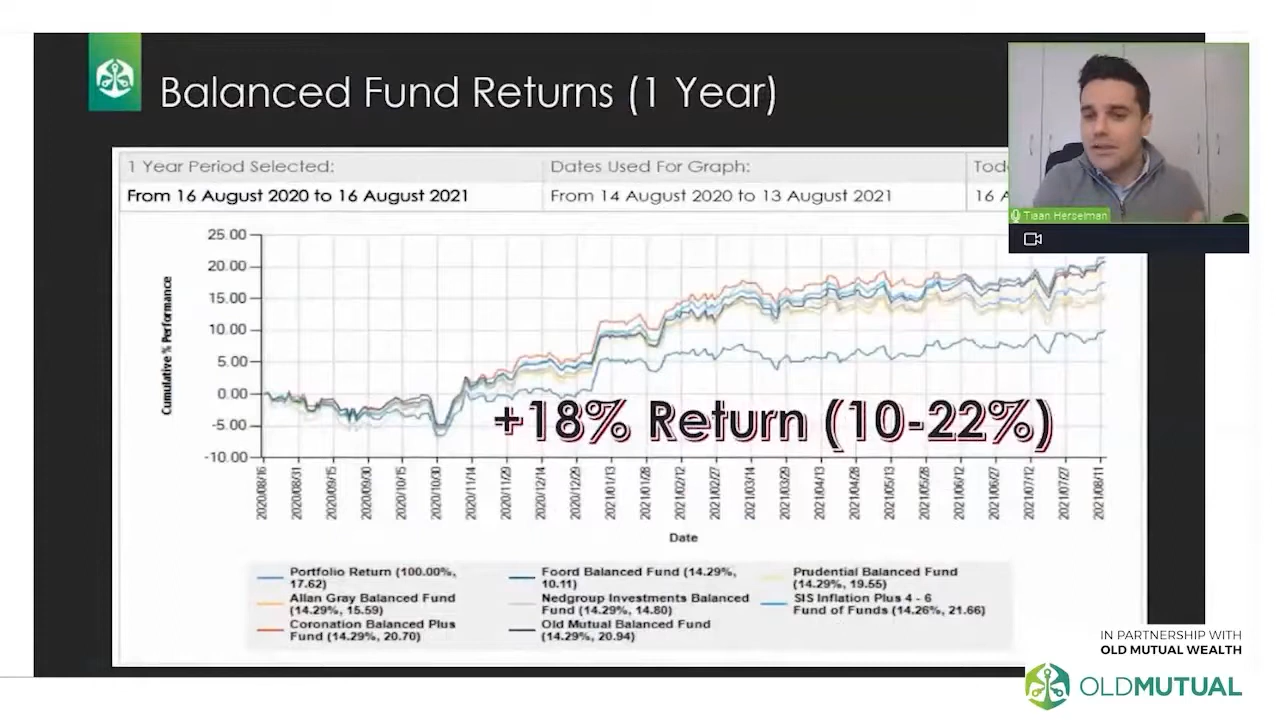 Balanced Fund Returns (1 Year)
1 Year Period Selected:
Dates Used For Graph:
From 16 August 2020 to 16 August 2021
From 14 August 2020 to 13 August 2021
16
Tiaan Herselman
25.00
20.00
15.00
10.00
5.00
0.00
-5.00
-10.00
Cumulative % Performance
+18% Return (10-22%)
2020/08/16
2020/08/31
2020/09/15
2020/09/30
2020/10/15
2020/10/30
2020/11/14
2020/11/29
2020/12/14
2020/12/29
2021/01/13
2021/01/28
2021/02/12
2021/02/27
2021/03/14
2021/03/29
2021/04/13
2021/04/28
2021/05/13
2021/05/28
2021/06/12
2021/06/27
2021/07/12
2021/07/27
2021/08/11
Date
Portfolio Return (100.00%,
17.62)
Allan Gray Balanced Fund
(14.29%, 15.59)
Coronation Balanced Plus
Fund (14.29%, 20.70)
Foord Balanced Fund (14.29%,
10.11)
Nedgroup Investments Balanced
Fund (14.29%, 14.80)
Old Mutual Balanced Fund
(14.29%, 20.94)
Prudential Balanced Fund
(14.29%, 19.55)
SIS Inflation Plus 4 - 6
Fund of Funds (14.26%, 21.66)
IN PARTNERSHIP WITH
OLD MUTUAL WEALTH
OLDMUTUAL